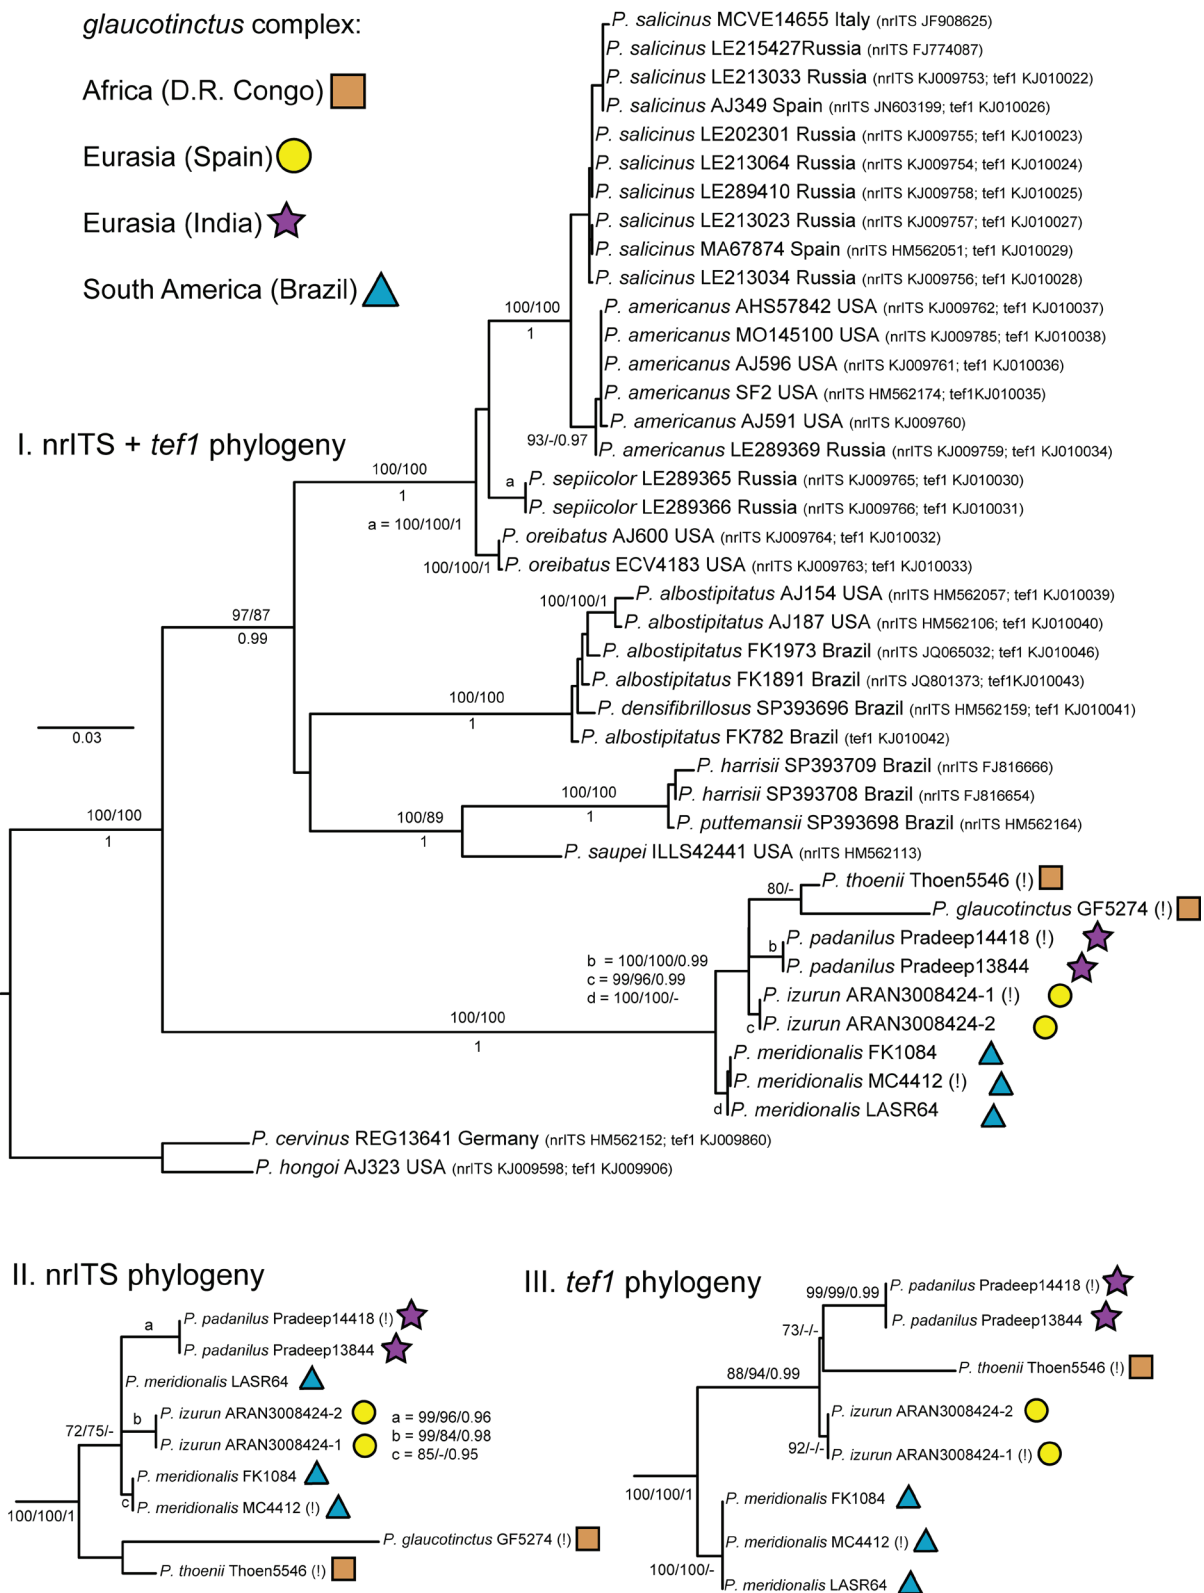 glaucotinctus complex:
Africa (D.R. Congo)
Eurasia (Spain)
Eurasia (India)
South America (Brazil)
I. nrITS + tef1 phylogeny
P. salicinus MCVE14655 Italy (nrITS JF908625)
P. salicinus LE215427Russia (nrITS FJ774087)
P. salicinus LE213033 Russia (nrITS KJ009753; tef1 KJ010022)
P. salicinus AJ349 Spain (nrITS JN603199; tef1 KJ010026)
P. salicinus LE202301 Russia (nrITS KJ009755; tef1 KJ010023)
P. salicinus LE213064 Russia (nrITS KJ009754; tef1 KJ010024)
P. salicinus LE289410 Russia (nrITS KJ009758; tef1 KJ010025)
P. salicinus LE213023 Russia (nrITS KJ009757; tef1 KJ010027)
P. salicinus MA67874 Spain (nrITS HM562051; tef1 KJ010029)
P. salicinus LE213034 Russia (nrITS KJ009756; tef1 KJ010028)
100/100
1
P. americanus AHS57842 USA (nrITS KJ009762; tef1 KJ010037)
P. americanus MO145100 USA (nrITS KJ009785; tef1 KJ010038)
P. americanus AJ596 USA (nrITS KJ009761; tef1 KJ010036)
P. americanus SF2 USA (nrITS HM562174; tef1KJ010035)
P. americanus AJ591 USA (nrITS KJ009760)
93/-/0.97
P. americanus LE289369 Russia (nrITS KJ009759; tef1 KJ010034)
100/100
1
a
P. sepiicolor LE289365 Russia (nrITS KJ009765; tef1 KJ010030)
P. sepiicolor LE289366 Russia (nrITS KJ009766; tef1 KJ010031)
a = 100/100/1
P. oreibatus AJ600 USA (nrITS KJ009764; tef1 KJ010032)
100/100/1
P. oreibatus ECV4183 USA (nrITS KJ009763; tef1 KJ010033)
97/87
0.99
100/100/1
P. albostipitatus AJ154 USA (nrITS HM562057; tef1 KJ010039)
P. albostipitatus AJ187 USA (nrITS HM562106; tef1 KJ010040)
P. albostipitatus FK1973 Brazil (nrITS JQ065032; tef1 KJ010046)
P. albostipitatus FK1891 Brazil (nrITS JQ801373; tef1KJ010043)
100/100
1
P. densifibrillosus SP393696 Brazil (nrITS HM562159; tef1 KJ010041)
P. albostipitatus FK782 Brazil (tef1 KJ010042)
0.03
P. harrisii SP393709 Brazil (nrITS FJ816666)
P. harrisii SP393708 Brazil (nrITS FJ816654)
100/100
1
P. puttemansii SP393698 Brazil (nrITS HM562164)
100/89
1
P. saupei ILLS42441 USA (nrITS HM562113)
100/100
1
80/-
P. thoenii Thoen5546 (!)
P. glaucotinctus GF5274 (!)
b
P. padanilus Pradeep14418 (!)
P. padanilus Pradeep13844
b = 100/100/0.99
c = 99/96/0.99
d = 100/100/-
P. izurun ARAN3008424-1 (!)
c
P. izurun ARAN3008424-2
100/100
1
P. meridionalis FK1084
P. meridionalis MC4412 (!)
d
P. meridionalis LASR64
P. cervinus REG13641 Germany (nrITS HM562152; tef1 KJ009860)
P. hongoi AJ323 USA (nrITS KJ009598; tef1 KJ009906)
II. nrITS phylogeny
a
P. padanilus Pradeep14418 (!)
P. padanilus Pradeep13844
P. meridionalis LASR64
72/75/-
b
P. izurun ARAN3008424-2
P. izurun ARAN3008424-1
a = 99/96/0.96
b = 99/84/0.98
c = 85/-/0.95
P. meridionalis FK1084
c
P. meridionalis MC4412 (!)
100/100/1
P. glaucotinctus GF5274 (!)
P. thoenii Thoen5546 (!)
III. tef1 phylogeny
99/99/0.99
P. padanilus Pradeep14418 (!)
P. padanilus Pradeep13844
73/-/-
P. thoenii Thoen5546 (!)
88/94/0.99
P. izurun ARAN3008424-2
92/-/-
P. izurun ARAN3008424-1 (!)
100/100/1
P. meridionalis FK1084
P. meridionalis MC4412 (!)
100/100/-
P. meridionalis LASR64